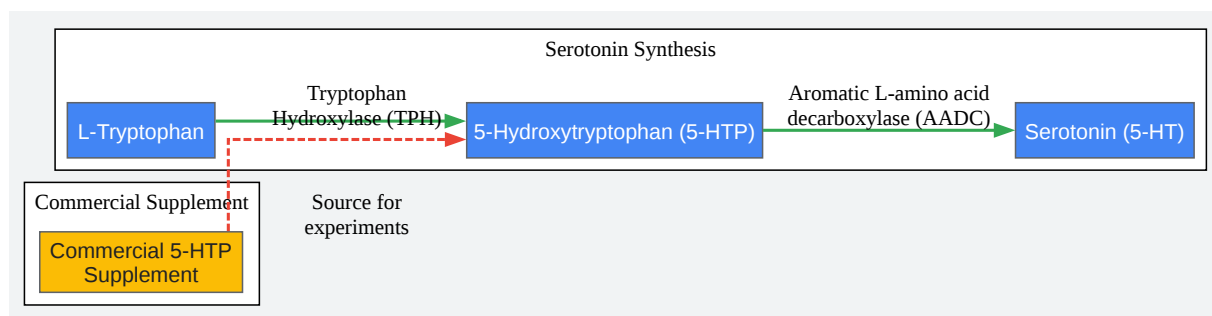 Serotonin Synthesis
Tryptophan
Hydroxylase (TPH)
Aromatic L-amino acid
decarboxylase (AADC)
L-Tryptophan
5-Hydroxytryptophan (5-HTP)
Serotonin (5-HT)
Commercial Supplement
Source for
experiments
Commercial 5-HTP
Supplement